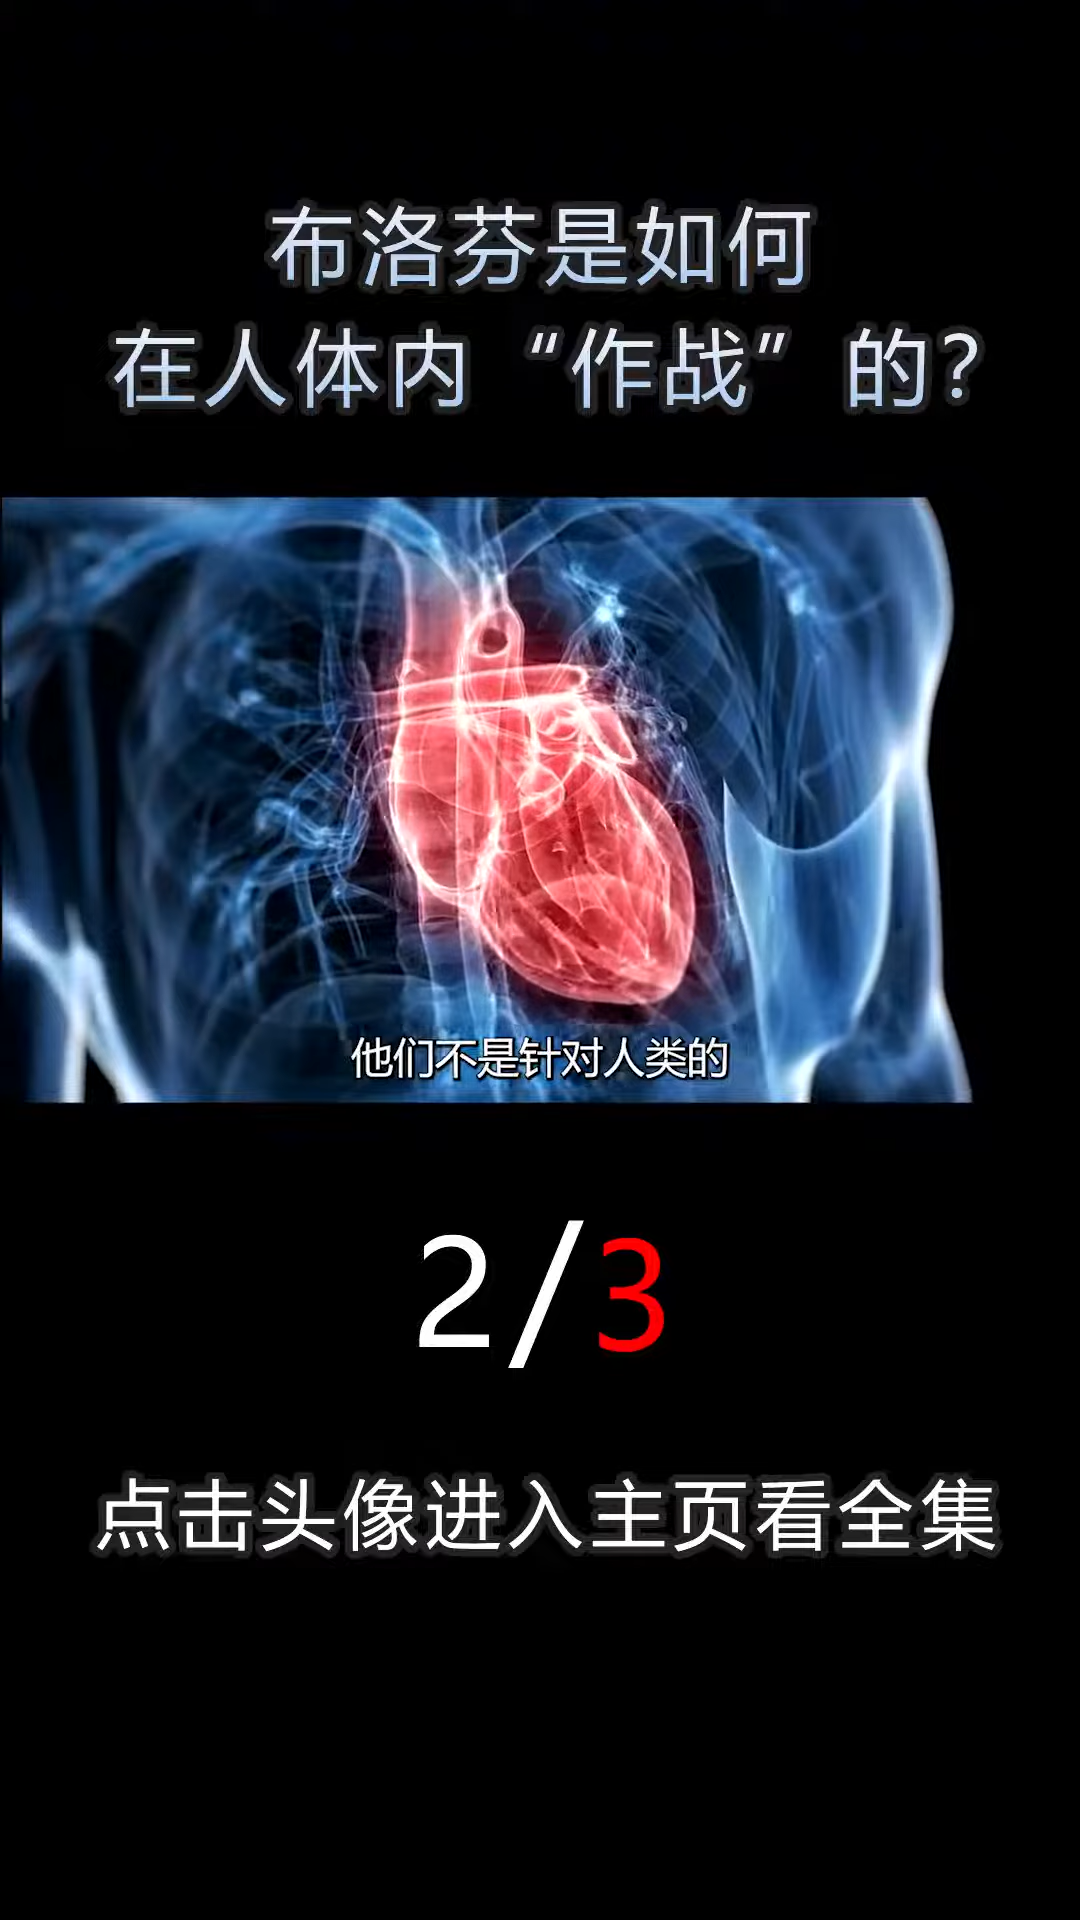 布洛芬是如何
在人体内“作战”的?
他们不是针对人类的
2/3
点击头像进入主页看全集